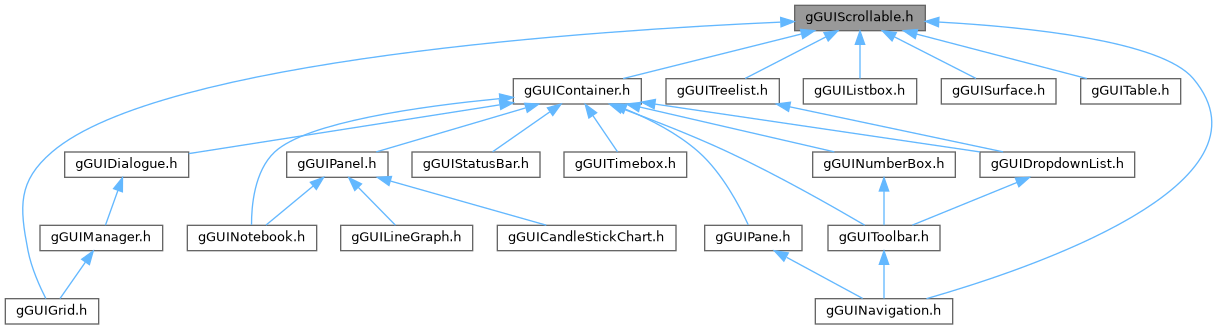 gGUIScrollable.h
gGUIContainer.h
gGUITreelist.h
gGUIListbox.h
gGUISurface.h
gGUITable.h
gGUIDialogue.h
gGUIPanel.h
gGUIStatusBar.h
gGUITimebox.h
gGUINumberBox.h
gGUIDropdownList.h
gGUIManager.h
gGUINotebook.h
gGUILineGraph.h
gGUICandleStickChart.h
gGUIPane.h
gGUIToolbar.h
gGUIGrid.h
gGUINavigation.h